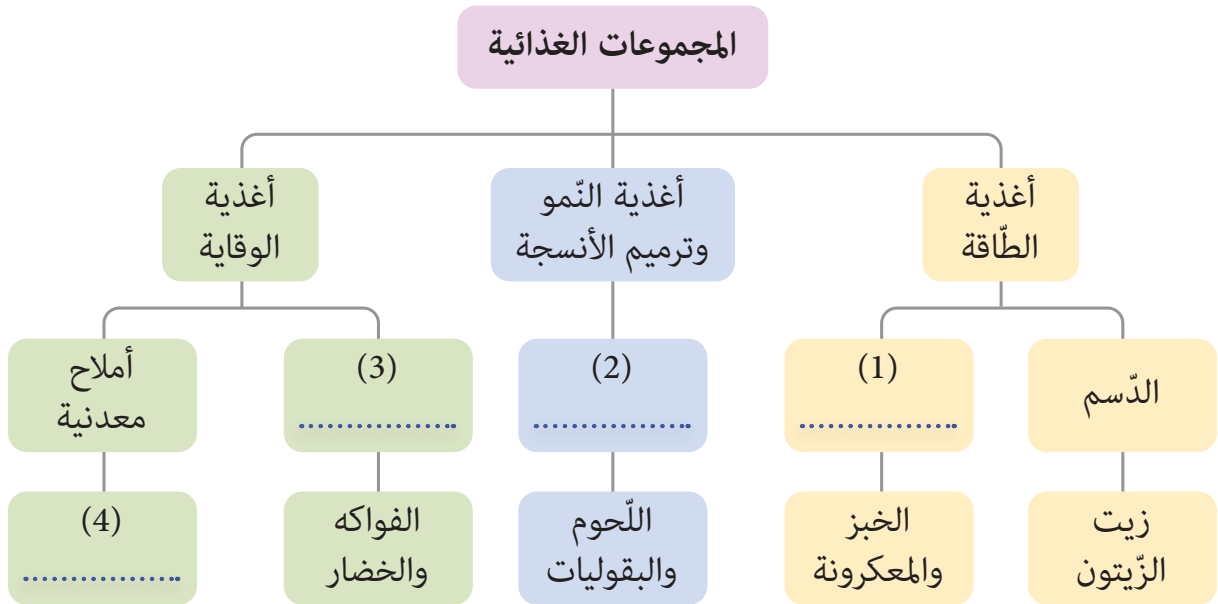 المجموعات الغذائية
أغذية
الطّاقة
أغذية النّمو
وترميم الأنسجة
أغذية
الوقاية
الدّسم
(1)
................
(2)
................
(3)
................
أملاح
معدنية
زيت
الزّيتون
الخبز
والمعكرونة
اللّحوم
والبقوليات
الفواكه
والخضار
(4)
................